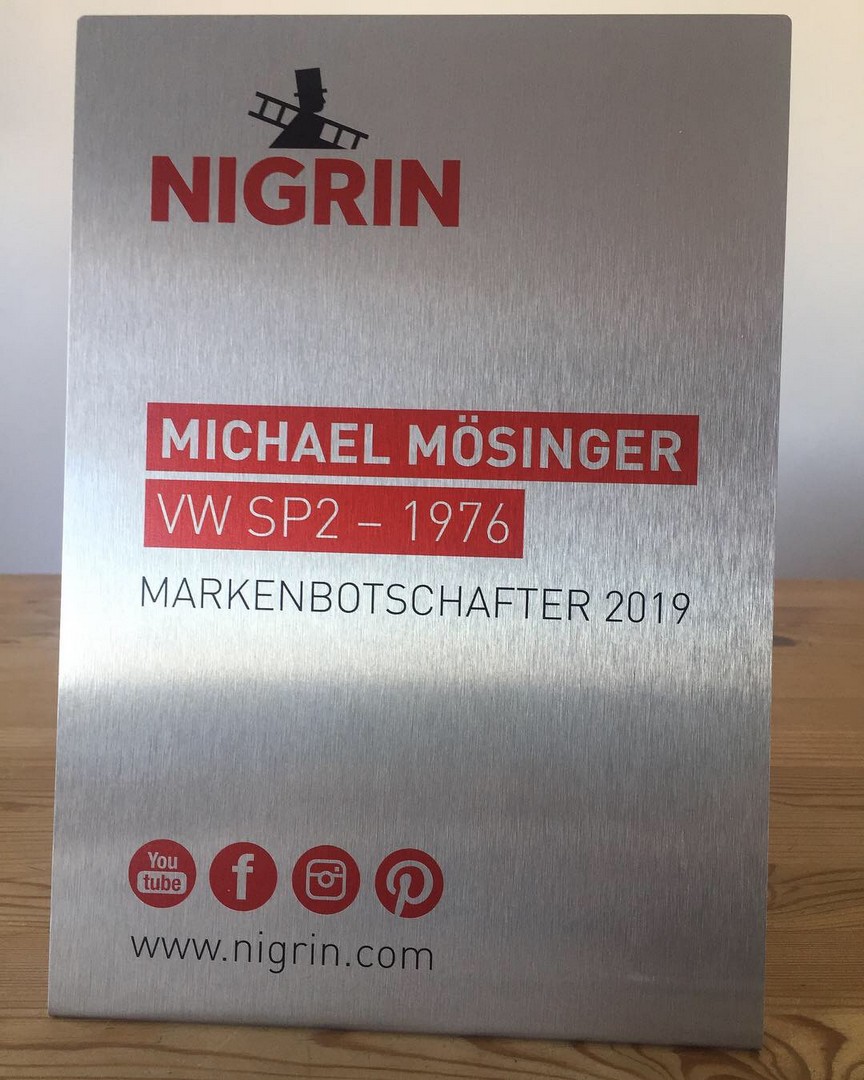 NIGRIN
MICHAEL MÖSINGER
VW SP2 – 1976
MARKENBOTSCHAFTER 2019
You
tube
f
www.nigrin.com